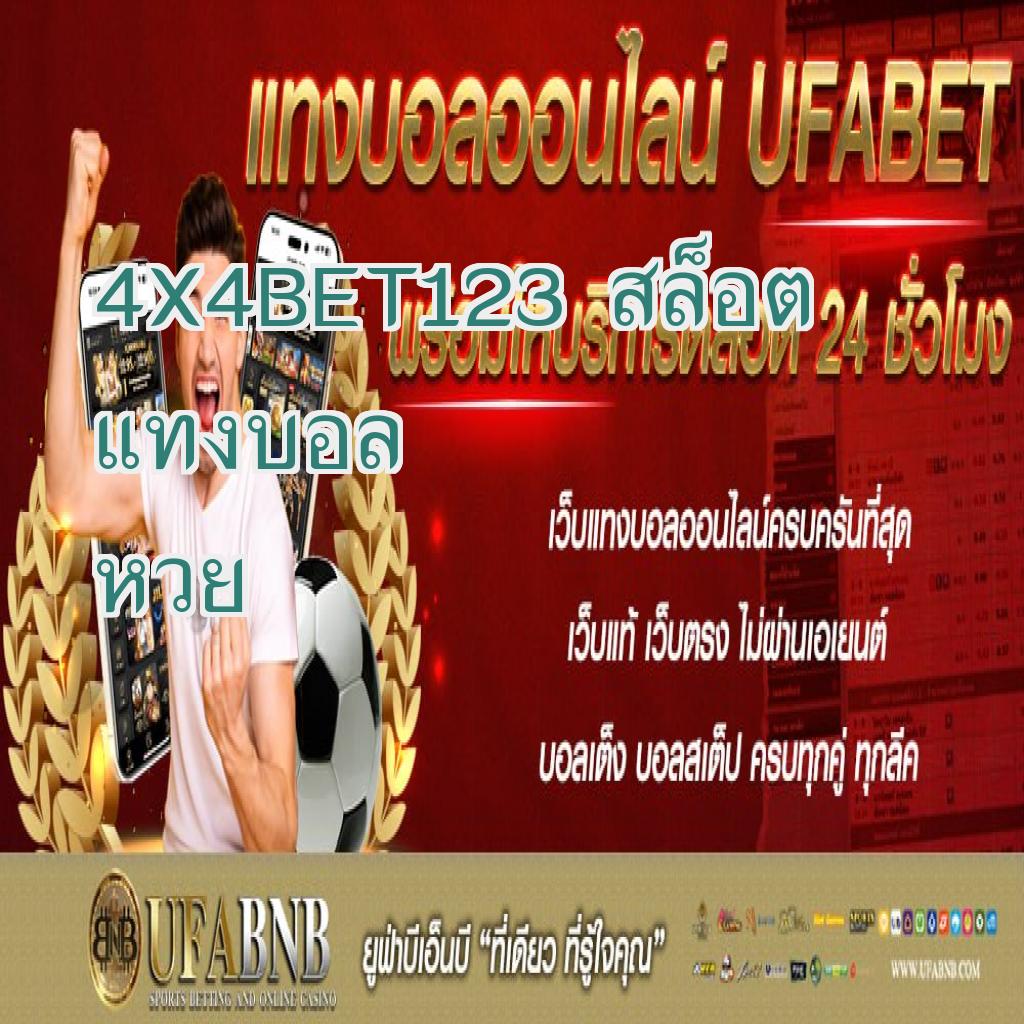 แทงบอลออนไลน์ UFABET
4X4BET123 สล็อต
พร้อมให้บริการตลอด 24 ชั่วโมง
แทงบอล
เว็บแทงบอลออนไลน์ครบครันที่สุด
หวย
เว็บแท้ เว็บตรง ไม่ผ่านเอเยนต์
บอลเต็ง บอลสเต็ป ครบทุกคู่ ทุกลีค
BNB
UFABNB
SPORTS BETTING AND ONLINE CASINO
ยูฟ่าบีเอ็นบี “ที่เดียว ที่รู้ใจคุณ”
WWW.UFABNB.COM